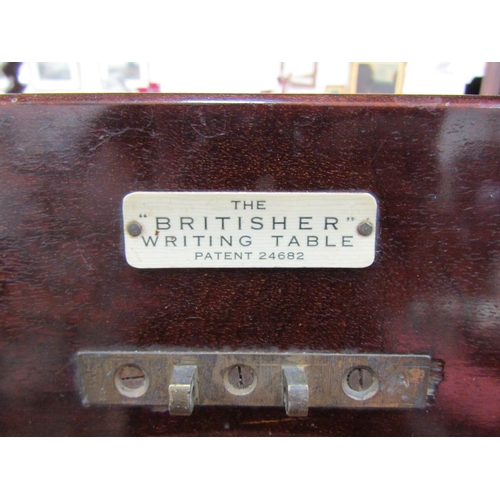 THE
"BRITISHER"
WRITING TABLE
PATENT 24682